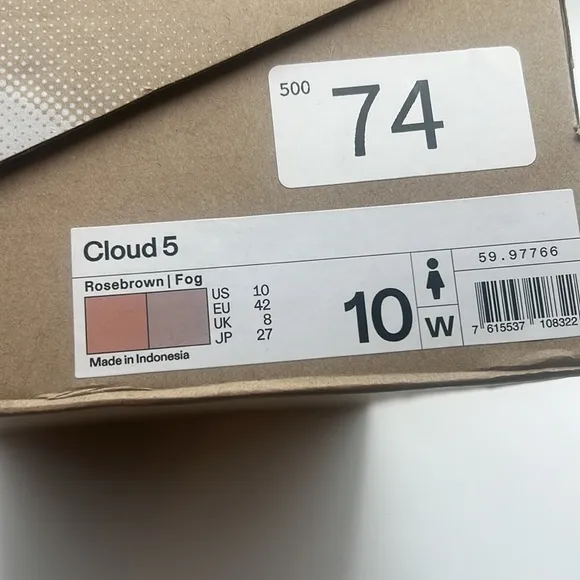 500 74
Cloud 5
Rosebrown | Fog
US 10
EU 42
UK 8
JP 27
Made in Indonesia
10
W
59.97766
7 615537 108322